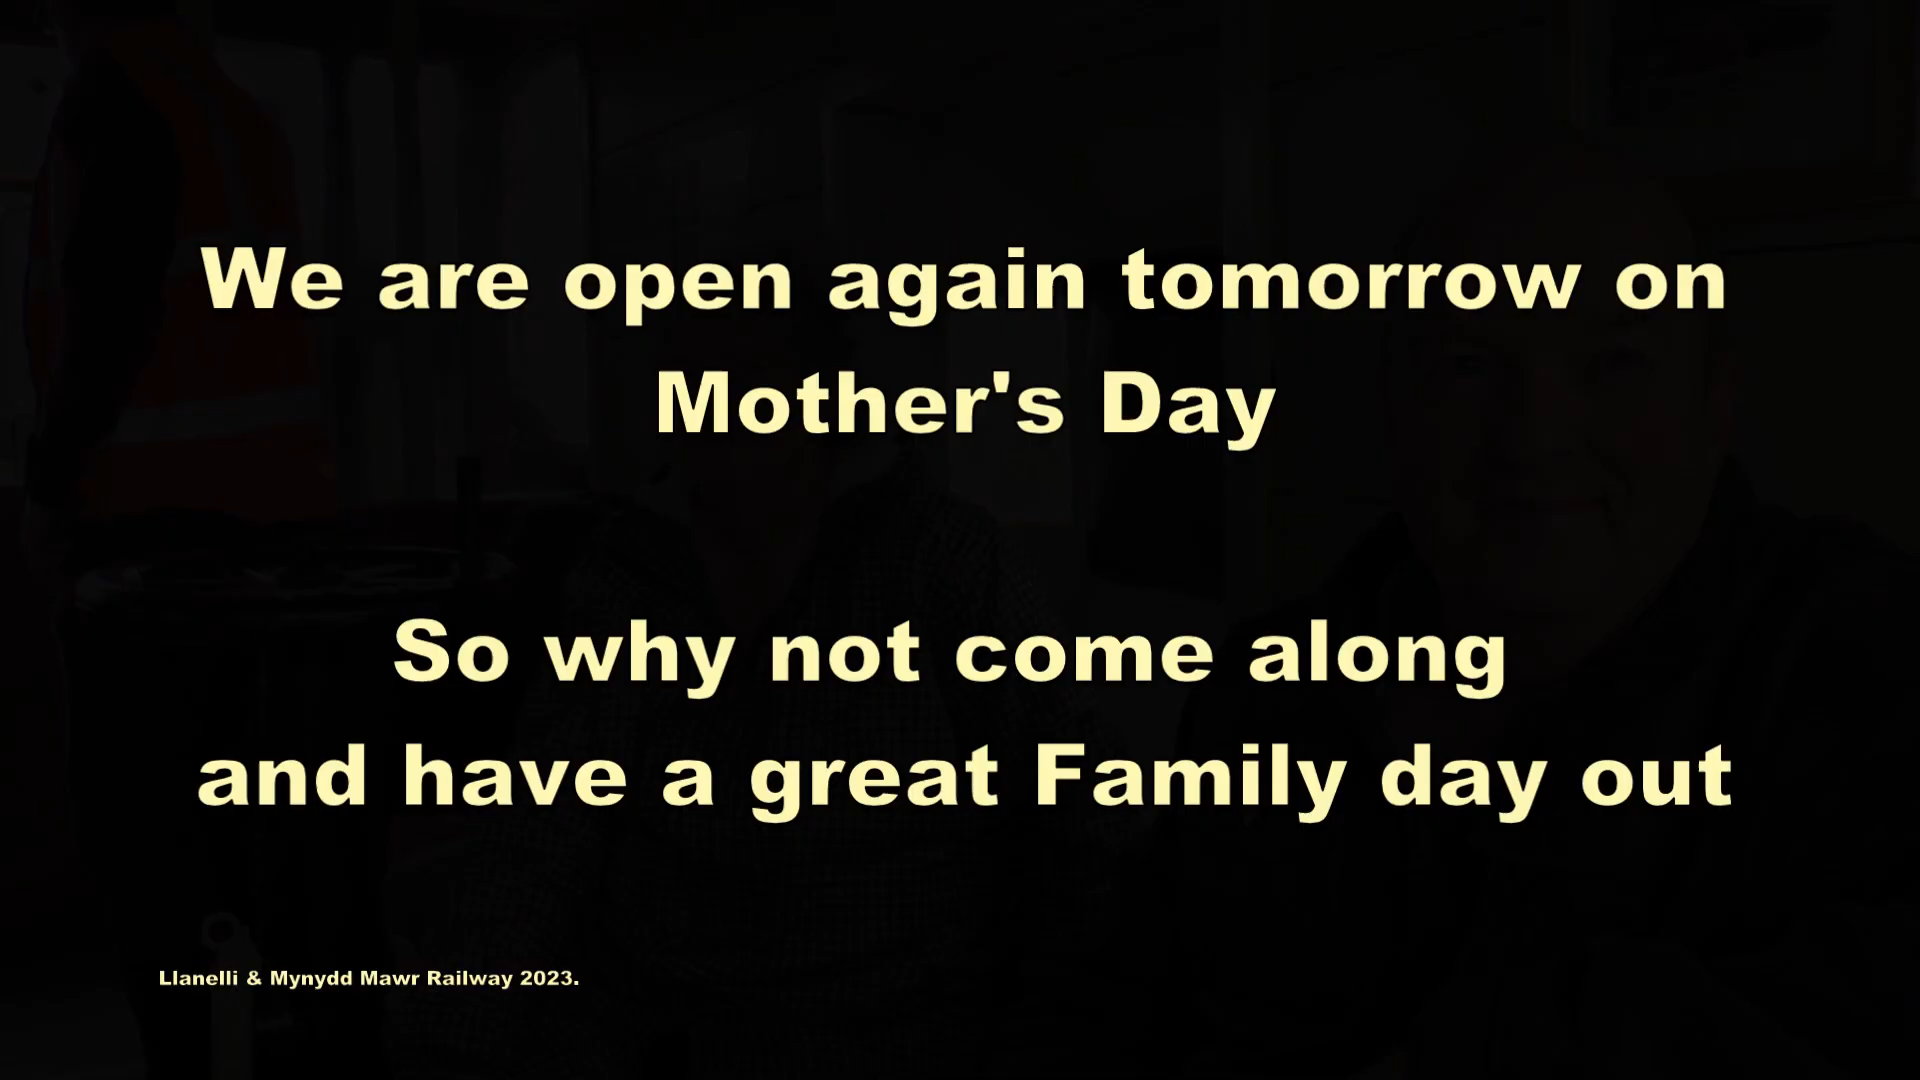 We are open again tomorrow on
Mother's Day
So why not come along
and have a great Family day out
Llanelli & Mynydd Mawr Railway 2023.